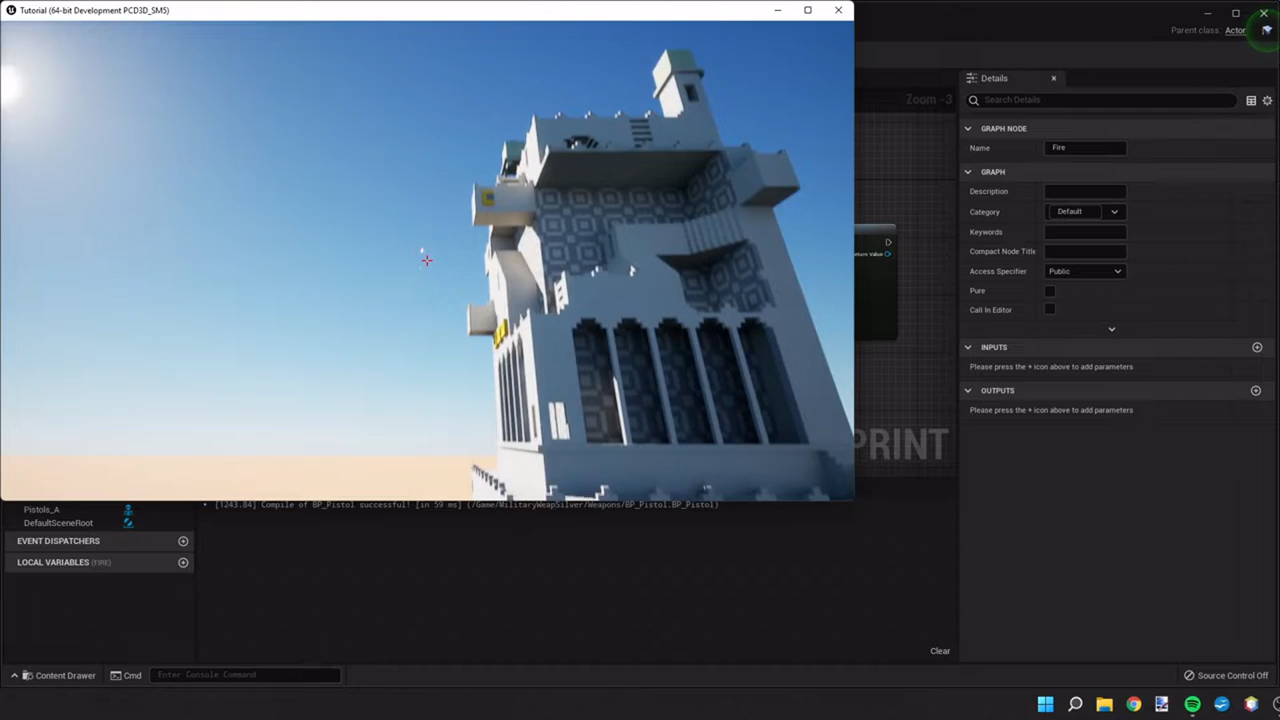 Tutorial (64-bit Development PCD3D_SM5)
Parent class: Actor
Details
Zoom -3
Search Details
GRAPH NODE
Name Fire
GRAPH
Description
Category Default
Keywords
Compact Node Title
Access Specifier Public
Pure
Call In Editor
INPUTS
Please press the + icon above to add parameters
OUTPUTS
Please press the + icon above to add parameters
Pistols_A
DefaultSceneRoot
EVENT DISPATCHERS
LOCAL VARIABLES (FIRE)
[1243.84] Compile of BP_Pistol successful! [in 59 ms] (/Game/MilitaryWeapSilver/Weapons/BP_Pistol.BP_Pistol)
Clear
Content Drawer
Cmd
Enter Console Command
Source Control Off